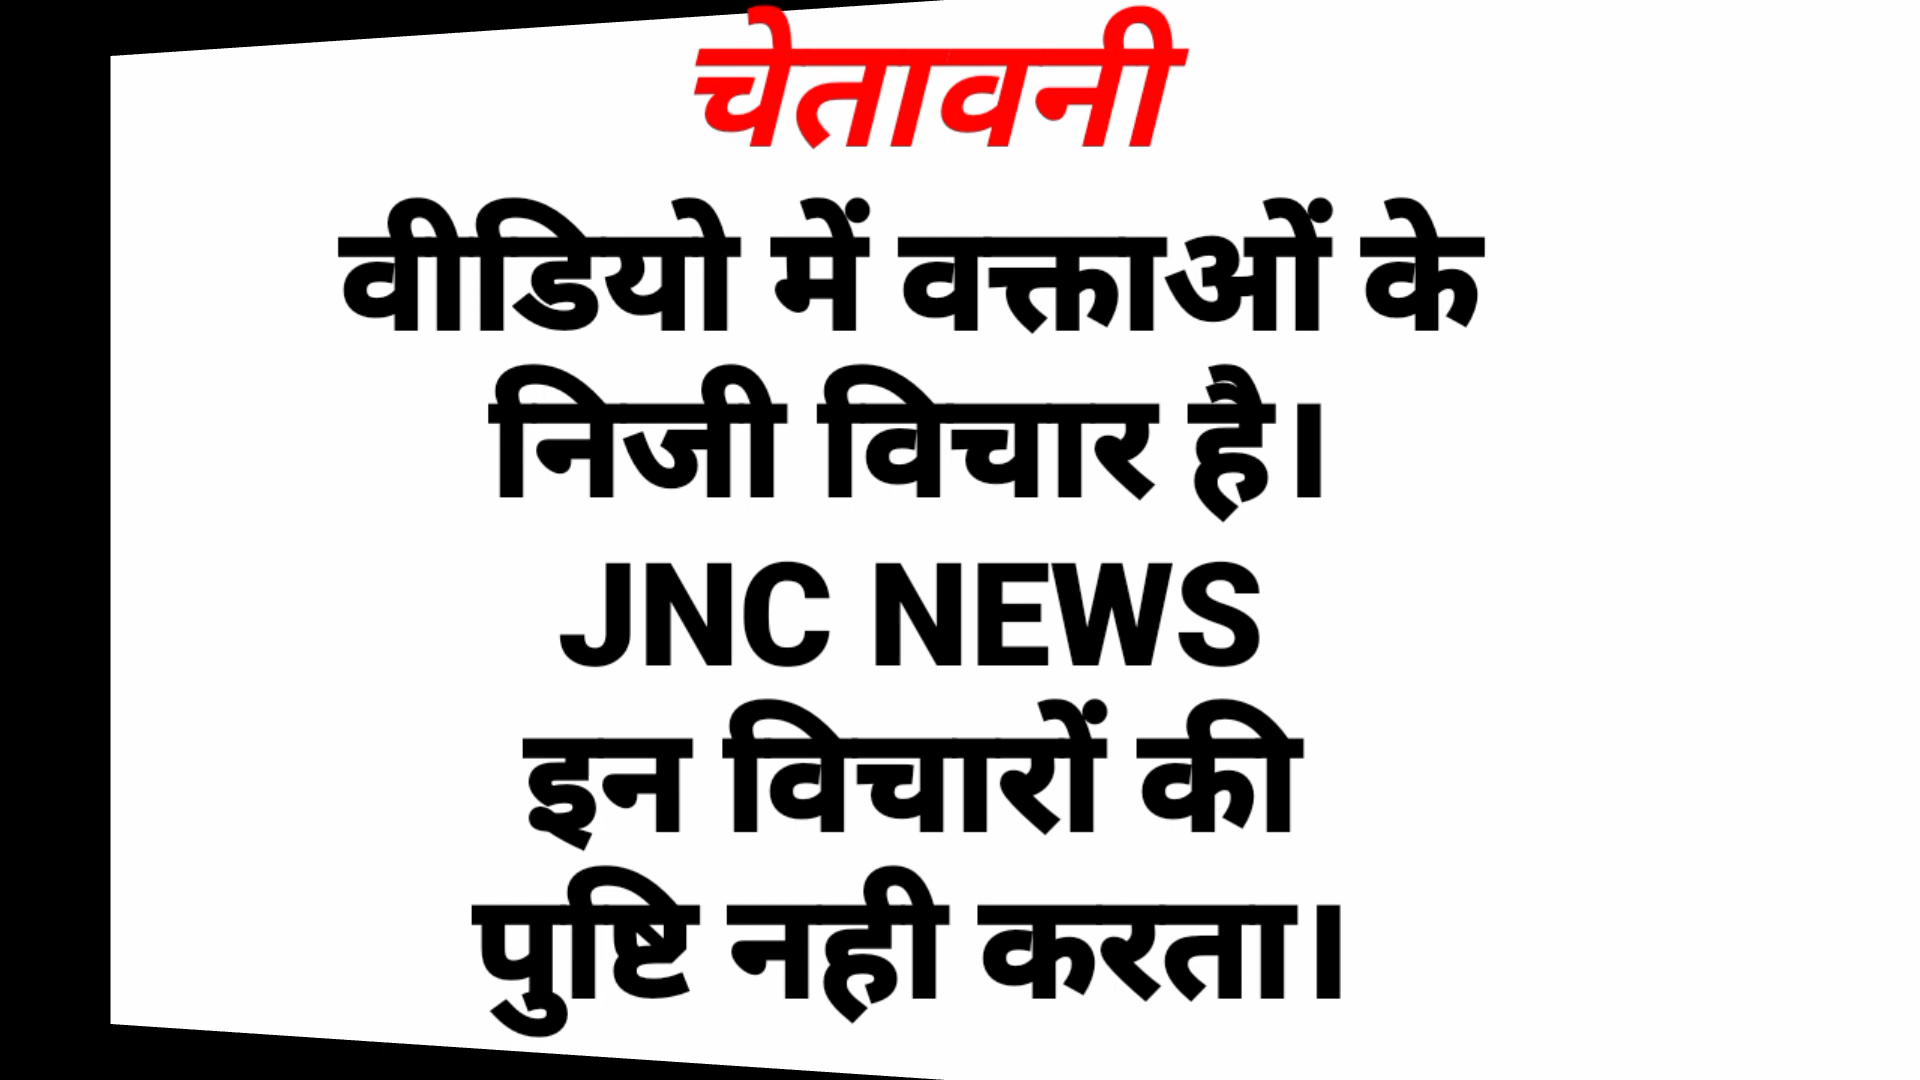 चेतावनी
वीडियो में वक्ताओं के
निजी विचार है।
JNC NEWS
इन विचारों की
पुष्टि नही करता।